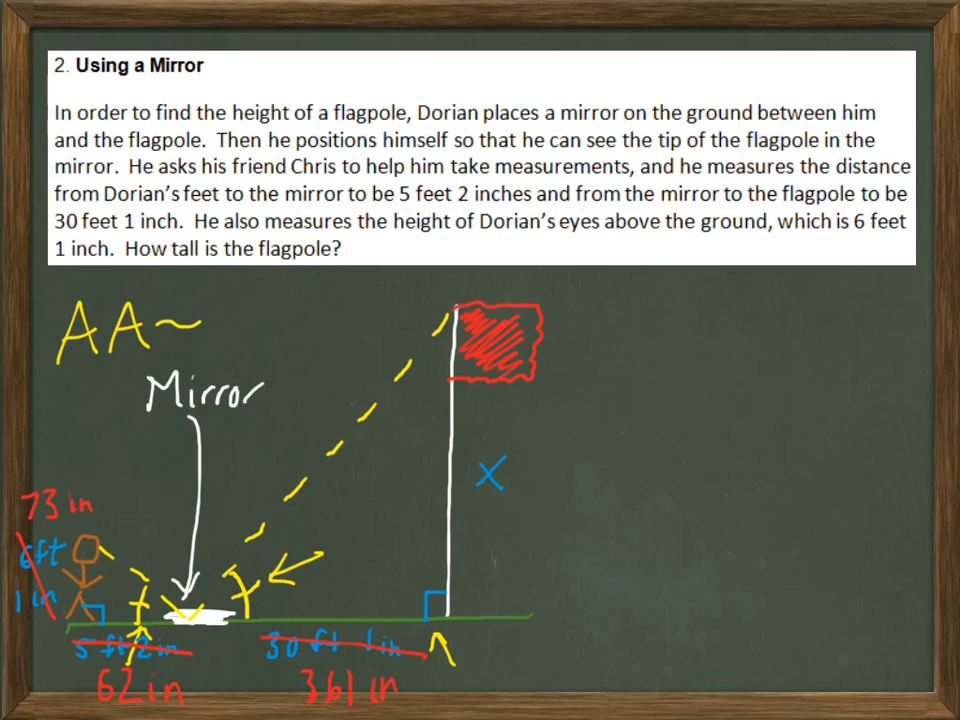 2. Using a Mirror
In order to find the height of a flagpole, Dorian places a mirror on the ground between him
and the flagpole. Then he positions himself so that he can see the tip of the flagpole in the
mirror. He asks his friend Chris to help him take measurements, and he measures the distance
from Dorian's feet to the mirror to be 5 feet 2 inches and from the mirror to the flagpole to be
30 feet 1 inch. He also measures the height of Dorian's eyes above the ground, which is 6 feet
1 inch. How tall is the flagpole?
AA~
Mirror
X
73 in
6ft
1 in
5 ft 2 in
30 ft 1 in
62 in
361 in